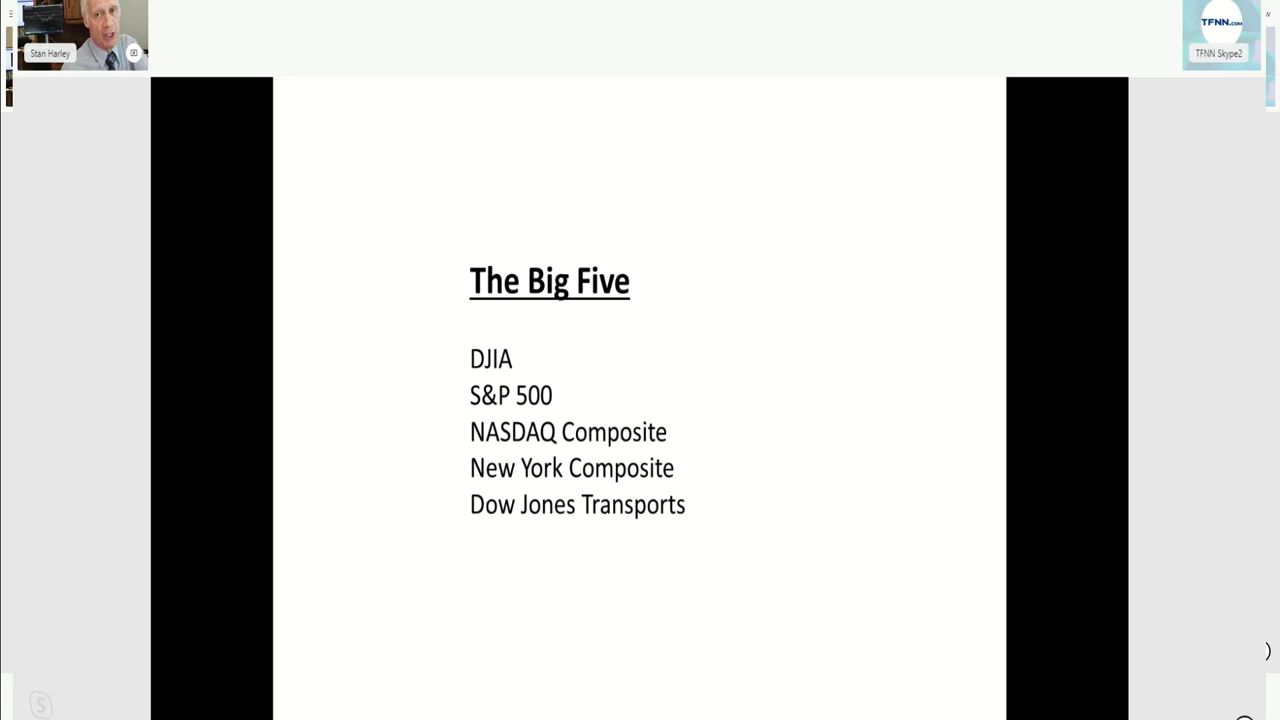 Stan Harley
TFNN.COM
TFNN Skype2
The Big Five
DJIA
S&P 500
NASDAQ Composite
New York Composite
Dow Jones Transports